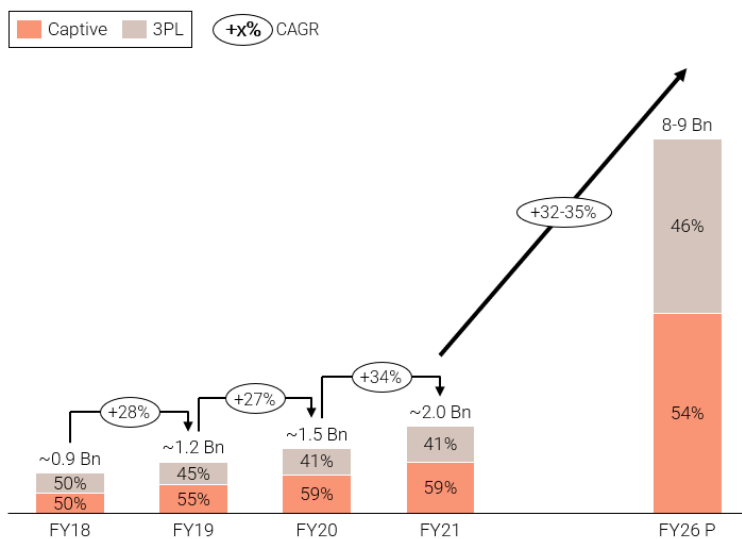 Captive 3PL +x% CAGR
8-9 Bn
+32-35%
46%
+34%
+27%
+28%
~2.0 Bn
~1.5 Bn
~1.2 Bn
~0.9 Bn
50% 45% 41% 41%
50% 55% 59% 59% 54%
FY18 FY19 FY20 FY21 FY26 P